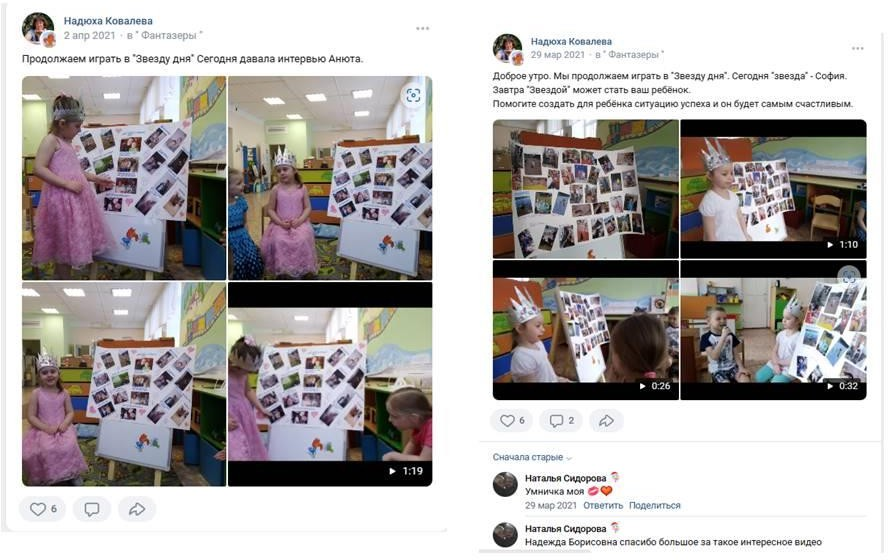 Надюха Ковалева
2 апр 2021 · в " Фантазеры "
Продолжаем играть в "Звезду дня" Сегодня давала интервью Анюта.
1:19
6
Надюха Ковалева
29 мар 2021 · в " Фантазеры "
Доброе утро. Мы продолжаем играть в "Звезду дня". Сегодня "звезда" - София.
Завтра "Звездой" может стать ваш ребёнок.
Помогите создать для ребёнка ситуацию успеха и он будет самым счастливым.
1:10
0:26
0:32
6
2
Сначала старые
Наталья Сидорова
Умничка моя 💋❤️
29 мар 2021 Ответить Поделиться
Наталья Сидорова
Надежда Борисовна спасибо большое за такое интересное видео